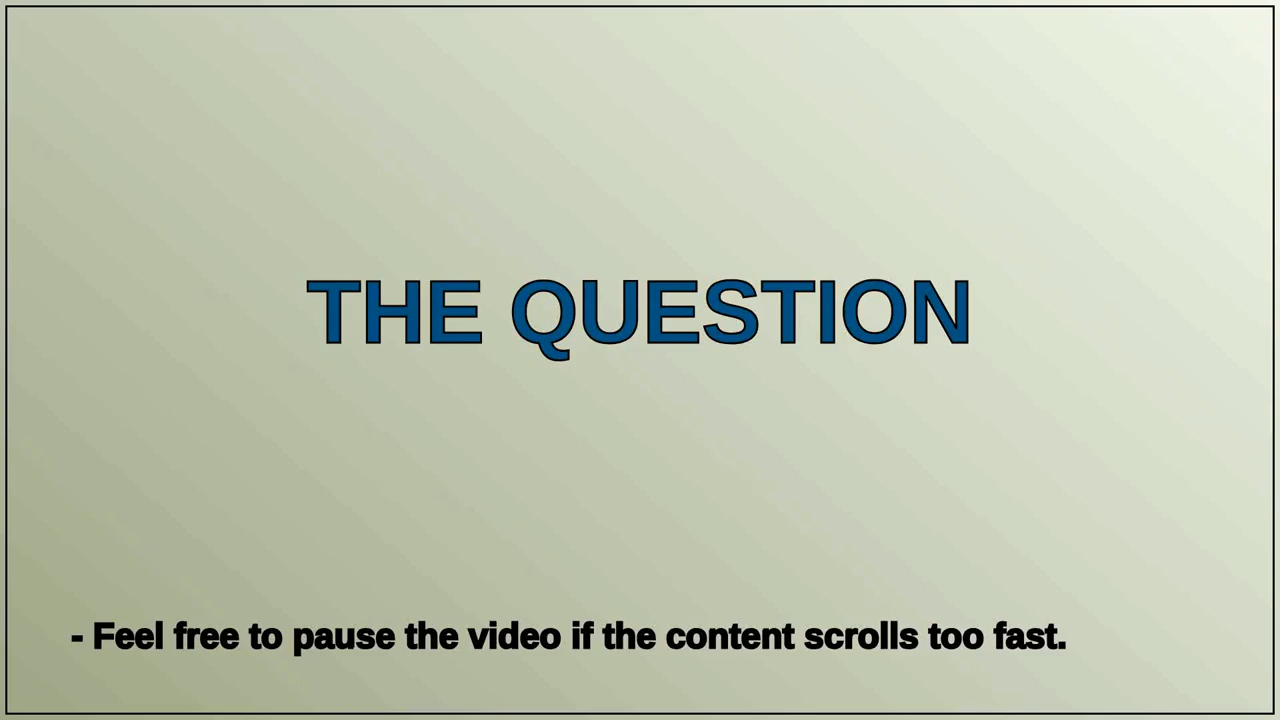 THE QUESTION
- Feel free to pause the video if the content scrolls too fast.